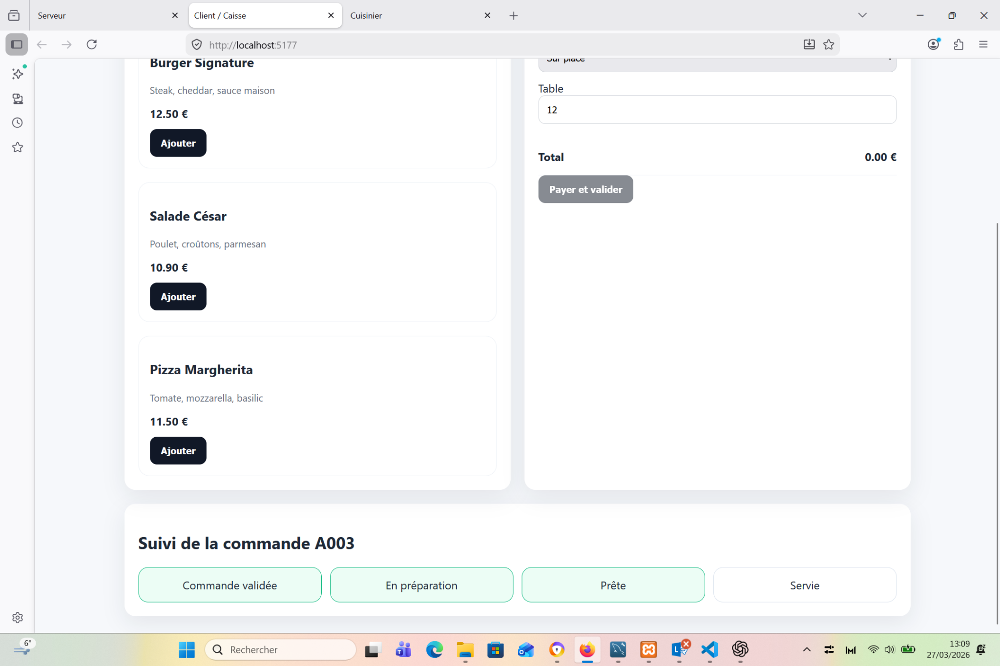 Serveur
Client / Caisse
Cuisinier
http://localhost:5177
Burger Signature
Steak, cheddar, sauce maison
12.50 €
Ajouter
Salade César
Poulet, croûtons, parmesan
10.90 €
Ajouter
Pizza Margherita
Tomate, mozzarella, basilic
11.50 €
Ajouter
Sur place
Table
12
Total 0.00 €
Payer et valider
Suivi de la commande A003
Commande validée
En préparation
Prête
Servie
6°
Rechercher
13:09
27/03/2026